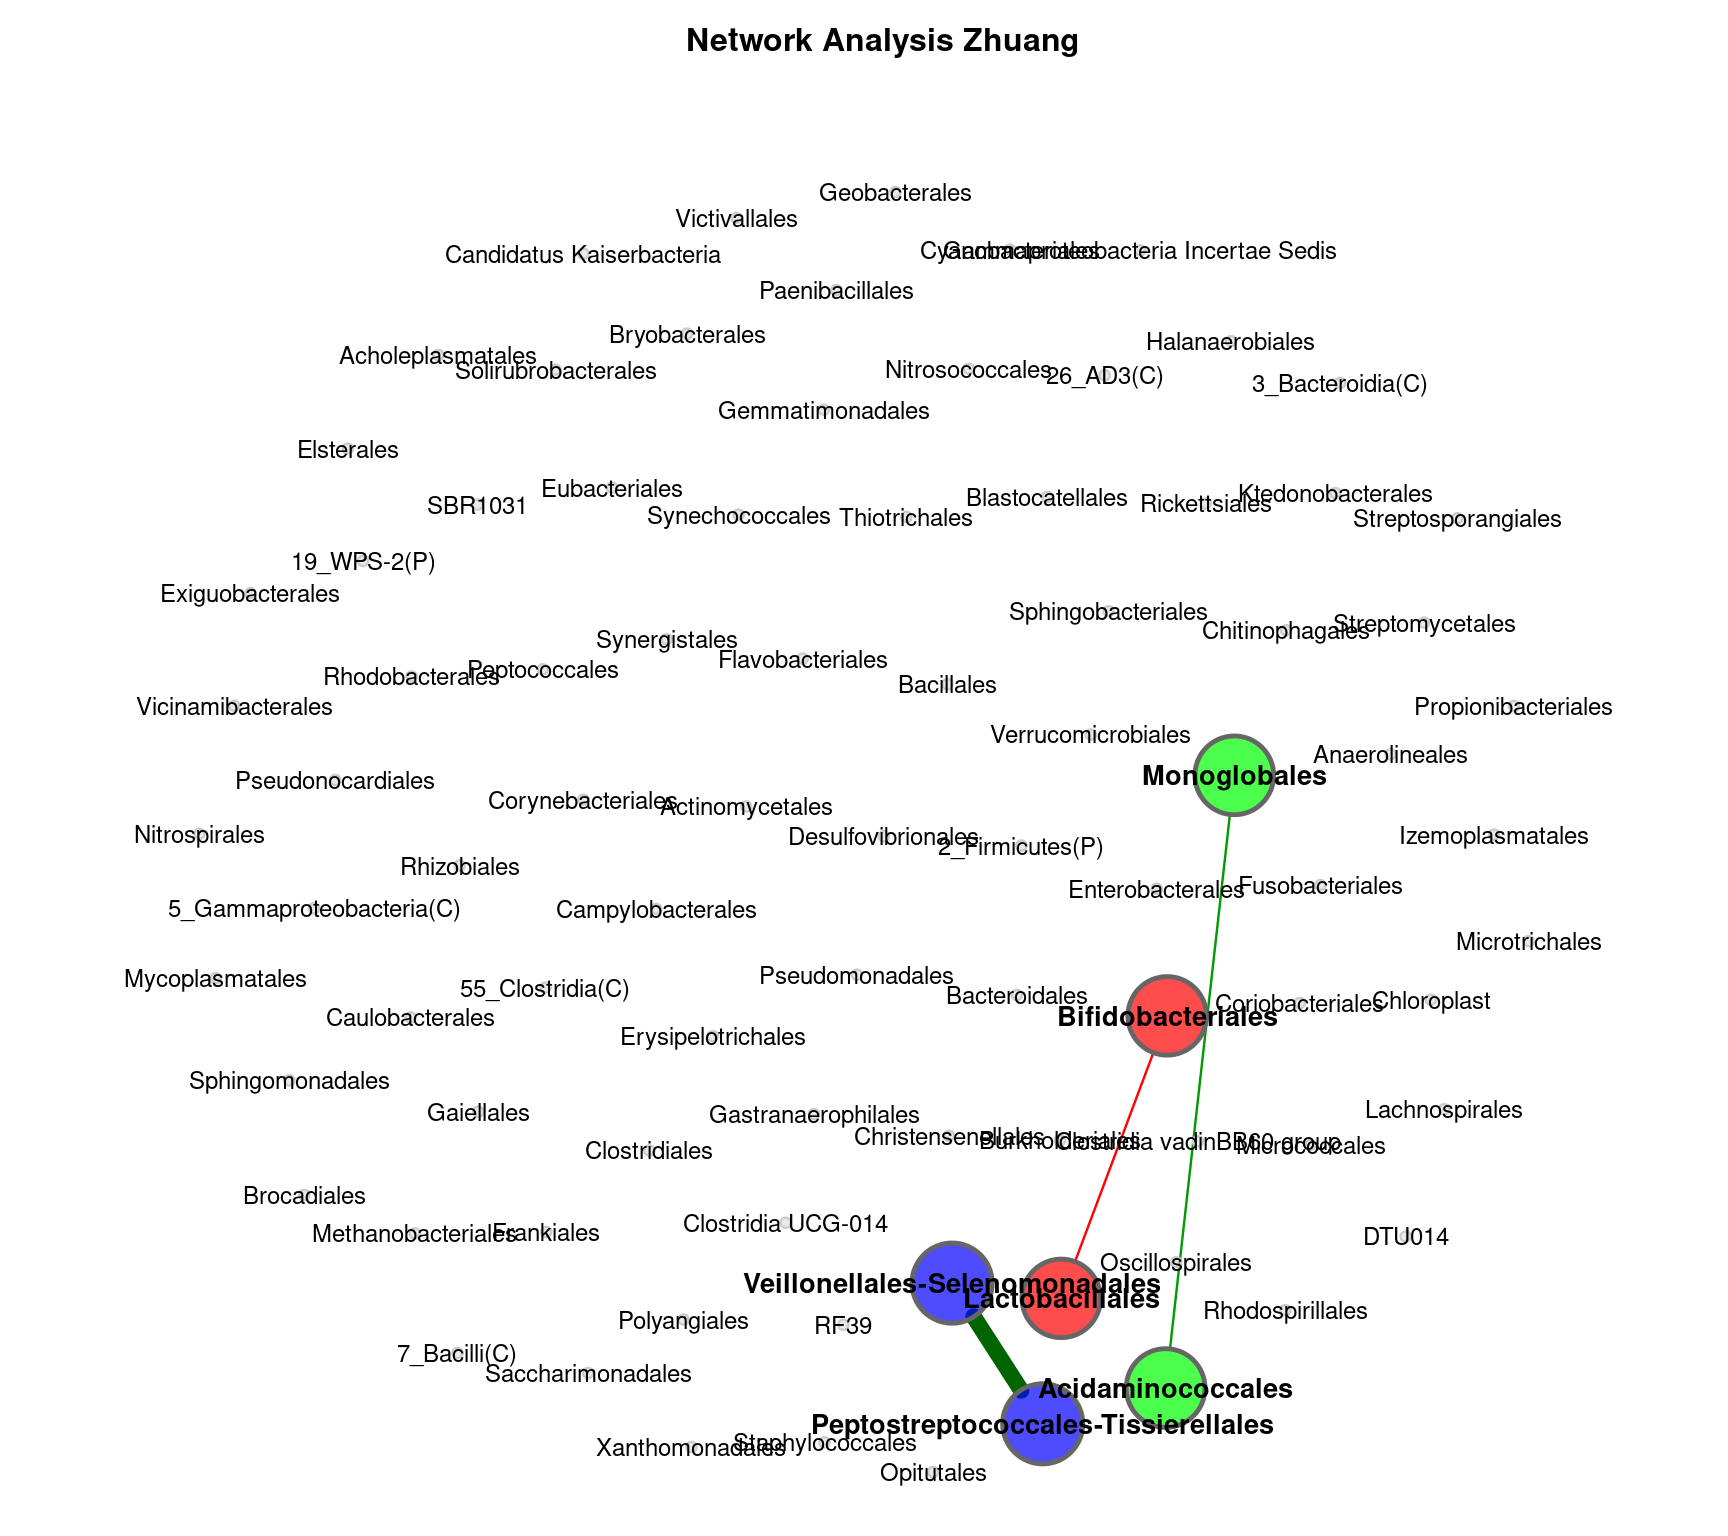 Network Analysis Zhuang
Geobacterales
Victivallales
Candidatus Kaiserbacteria
Cyanobacteriales
Gammaproteobacteria Incertae Sedis
Paenibacillales
Bryobacterales
Halanaerobiales
Acholeplasmatales
Solirubrobacterales
Nitrosococcales
26_AD3(C)
3_Bacteroidia(C)
Gemmatimonadales
Elsterales
Eubacteriales
SBR1031
Synechococcales
Thiotrichales
Blastocatellales
Rickettsiales
Ktedonobacterales
Streptosporangiales
19_WPS-2(P)
Exiguobacterales
Sphingobacteriales
Chitinophagales
Streptomycetales
Synergistales
Flavobacteriales
Rhodobacterales
Peptococcales
Bacillales
Vicinamibacterales
Propionibacteriales
Verrucomicrobiales
Anaerolineales
Monoglobales
Pseudonocardiales
Corynebacteriales
Actinomycetales
Nitrospirales
Desulfovibrionales
2_Firmicutes(P)
Izemoplasmatales
Rhizobiales
Enterobacterales
Fusobacteriales
5_Gammaproteobacteria(C)
Campylobacterales
Microtrichales
Mycoplasmatales
55_Clostridia(C)
Pseudomonadales
Bacteroidales
Coriobacteriales
Chloroplast
Caulobacterales
Bifidobacteriales
Erysipelotrichales
Sphingomonadales
Gaiellales
Gastranaerophilales
Lachnospirales
Christensenellales
Burkholderiales
Clostridia vadinBB60 group
Micrococcales
Clostridiales
Brocadiales
Methanobacteriales
Frankiales
Clostridia UCG-014
DTU014
Oscillospirales
Veillonellales-Selenomonadales
Lactobacillales
Rhodospirillales
Polyangiales
RF39
7_Bacilli(C)
Saccharimonadales
Acidaminococcales
Peptostreptococcales-Tissierellales
Xanthomonadales
Staphylococcales
Opitutales